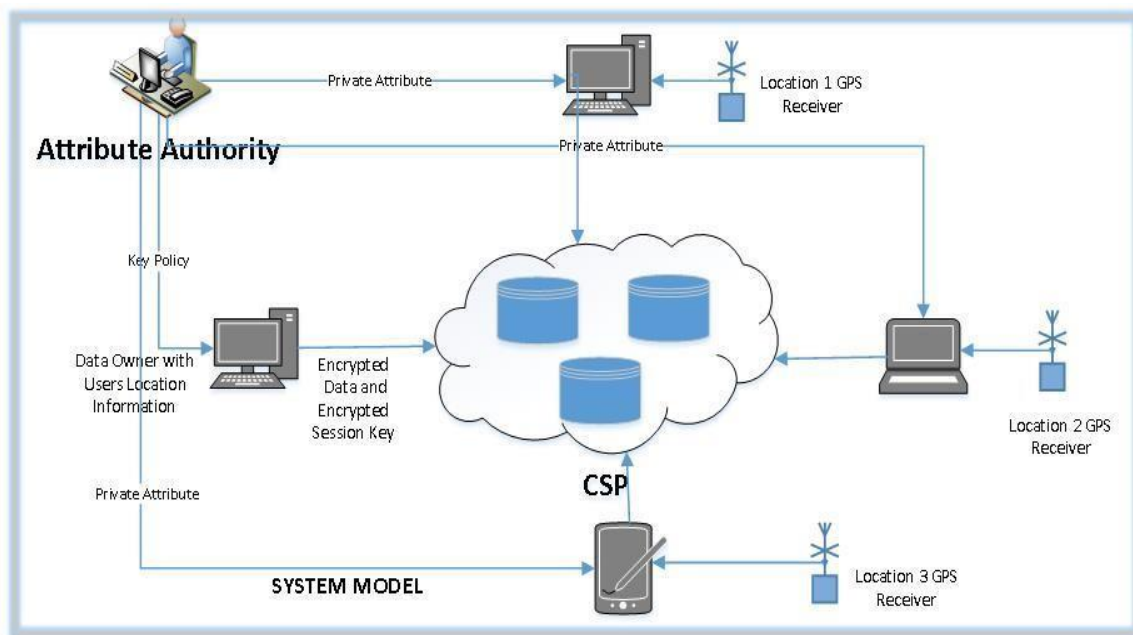 Private Attribute
Location 1 GPS
Receiver
Attribute Authority
Private Attribute
Key Policy
Data Owner with
Users Location
Information
Encrypted
Data and
Encrypted
Session Key
Location 2 GPS
Receiver
CSP
Private Attribute
SYSTEM MODEL
Location 3 GPS
Receiver